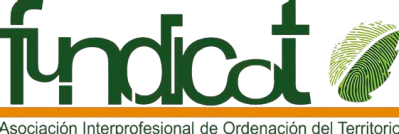 fundicot
Asociación Interprofesional de Ordenación del Territorio